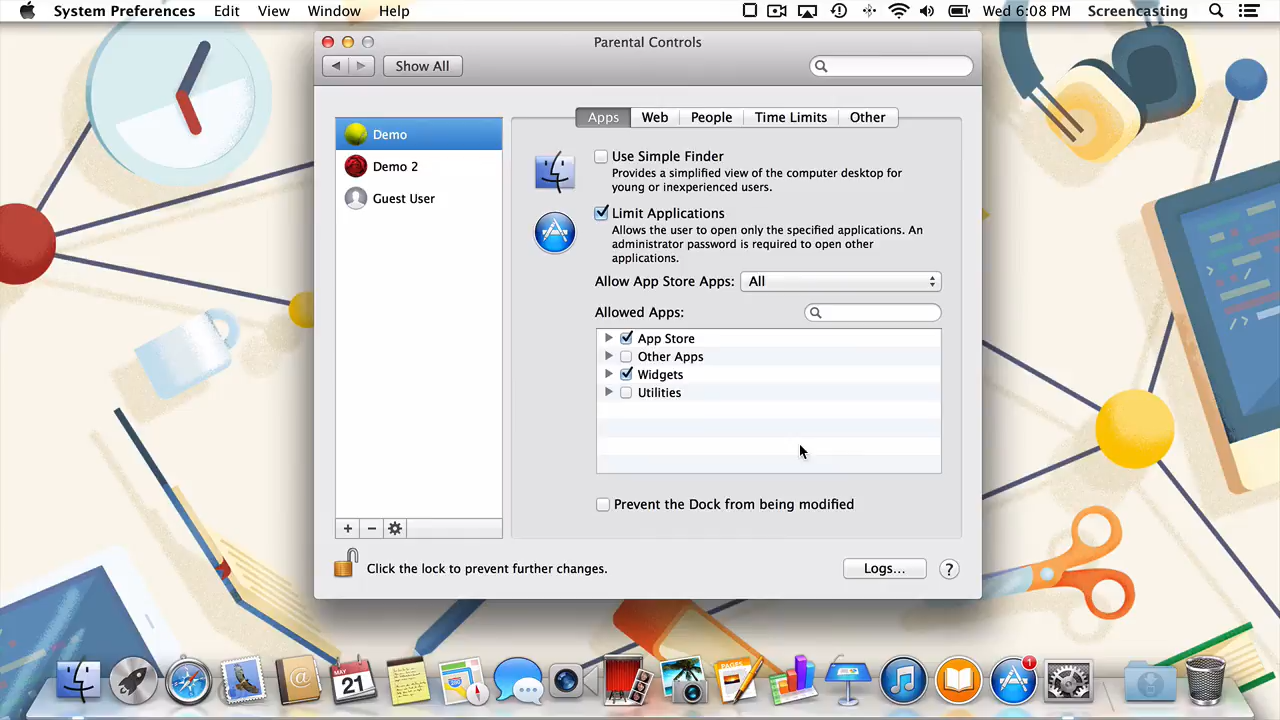 System Preferences Edit View Window Help Wed 6:08 PM Screencasting
Parental Controls
Show All
Apps Web People Time Limits Other
Demo
Demo 2
Guest User
Use Simple Finder
Provides a simplified view of the computer desktop for
young or inexperienced users.
Limit Applications
Allows the user to open only the specified applications. An
administrator password is required to open other
applications.
Allow App Store Apps: All
Allowed Apps:
App Store
Other Apps
Widgets
Utilities
Prevent the Dock from being modified
Click the lock to prevent further changes.
Logs... ?
MAY
21
PAGES
1